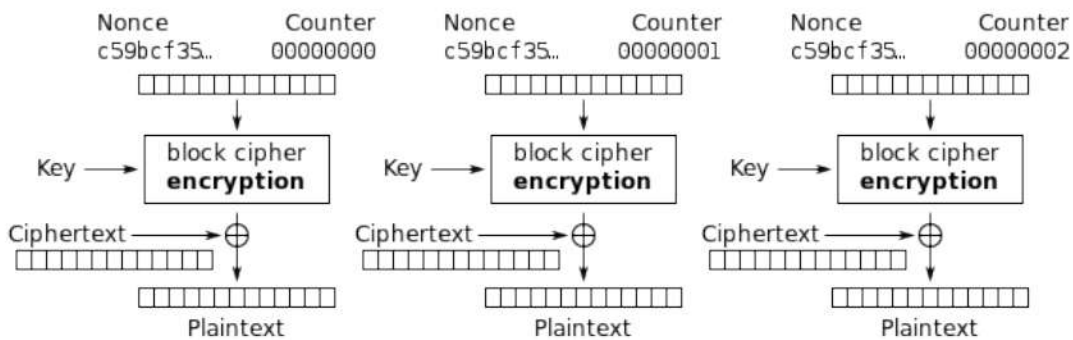 Nonce Counter Nonce Counter Nonce Counter
c59bcf35... 00000000 c59bcf35... 00000001 c59bcf35... 00000002
block cipher block cipher block cipher
Key encryption Key encryption Key encryption
Ciphertext Ciphertext Ciphertext
Plaintext Plaintext Plaintext